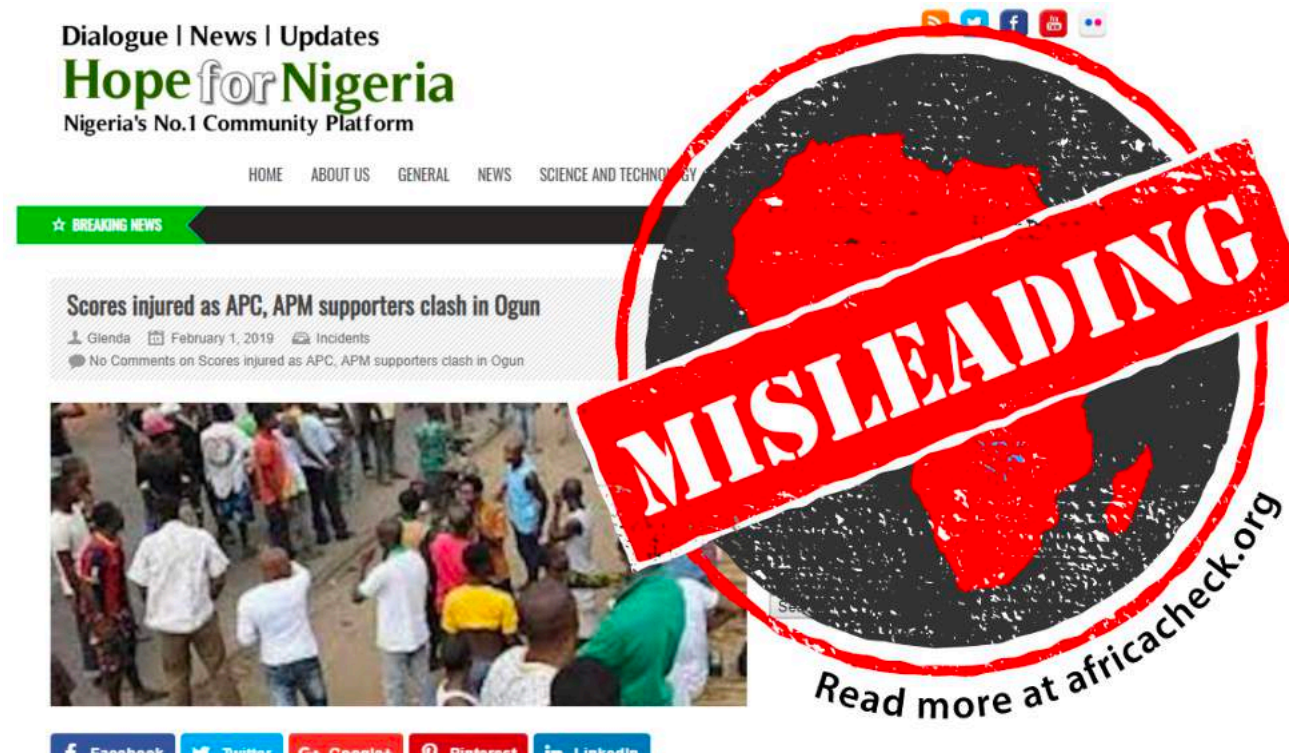 Dialogue | News | Updates
Hope for Nigeria
Nigeria's No.1 Community Platform
HOME ABOUT US GENERAL NEWS SCIENCE AND TECHNOLOGY
☆ BREAKING NEWS
Scores injured as APC, APM supporters clash in Ogun
Glenda February 1, 2019 Incidents
No Comments on Scores injured as APC, APM supporters clash in Ogun
MISLEADING
Read more at africacheck.org
Facebook Twitter G+ Google+ Pinterest in LinkedIn